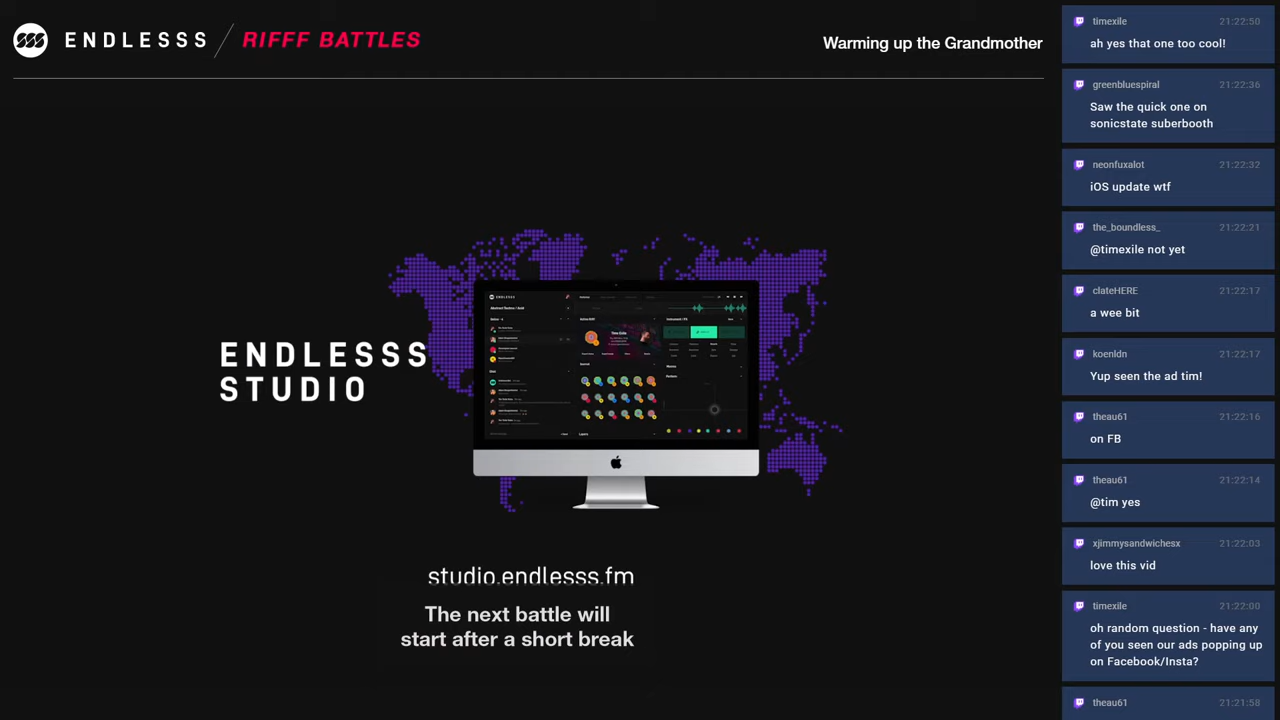 ENDLESSS / RIFFF BATTLES
Warming up the Grandmother
ENDLESSS
STUDIO
studio.endlesss.fm
The next battle will
start after a short break
timexile 21:22:50
ah yes that one too cool!
greenbluespiral 21:22:36
Saw the quick one on
sonicstate suberbooth
neonfuxalot 21:22:32
iOS update wtf
the_boundless_ 21:22:21
@timexile not yet
clateHERE 21:22:17
a wee bit
koenldn 21:22:17
Yup seen the ad tim!
theau61 21:22:16
on FB
theau61 21:22:14
@tim yes
xjimmysandwichesx 21:22:03
love this vid
timexile 21:22:00
oh random question - have any
of you seen our ads popping up
on Facebook/Insta?
theau61 21:21:58